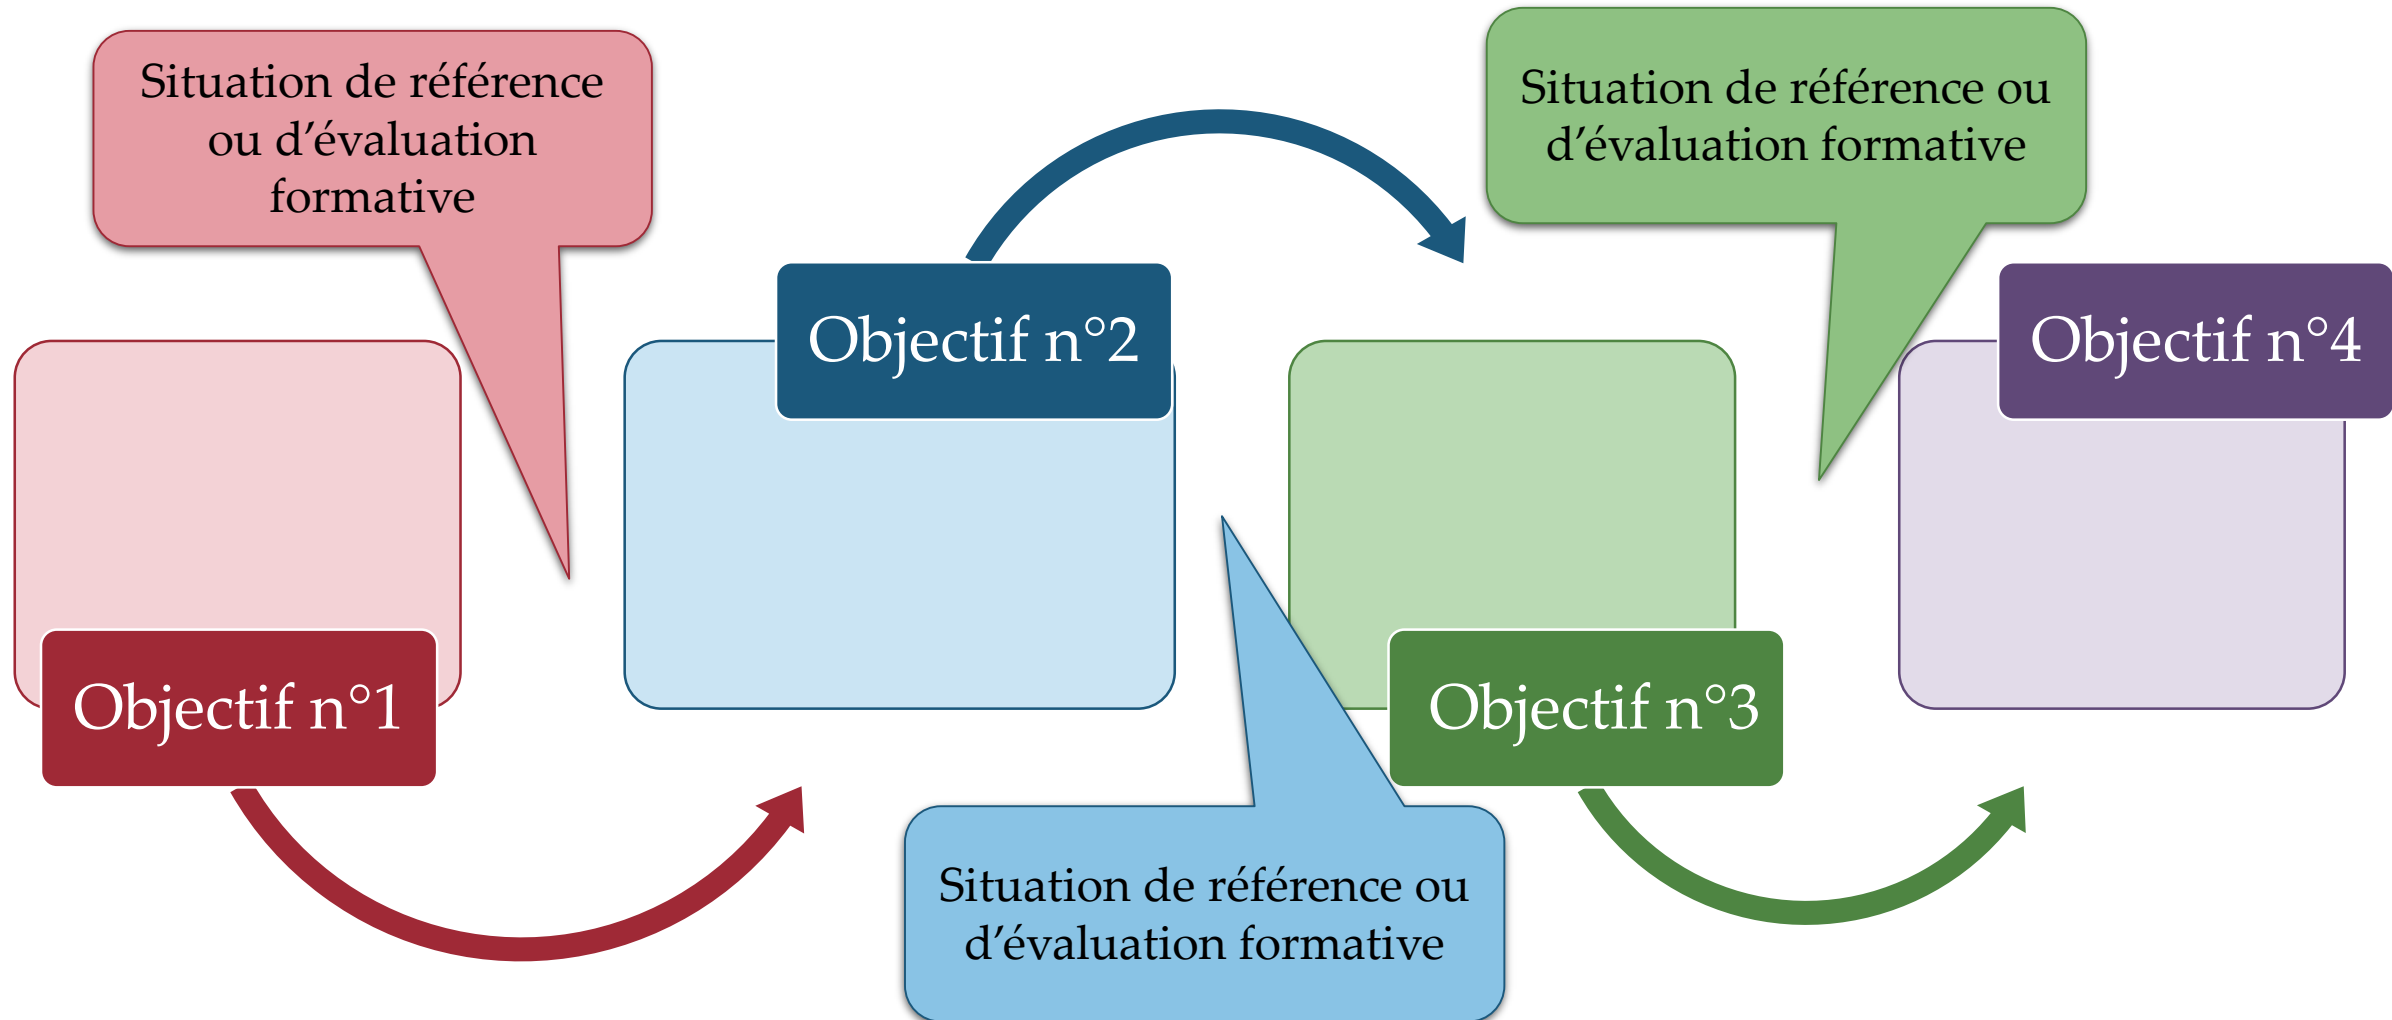 Situation de référence
ou d’évaluation
formative
Situation de référence ou
d’évaluation formative
Objectif n°2
Objectif n°4
Objectif n°1
Objectif n°3
Situation de référence ou
d’évaluation formative